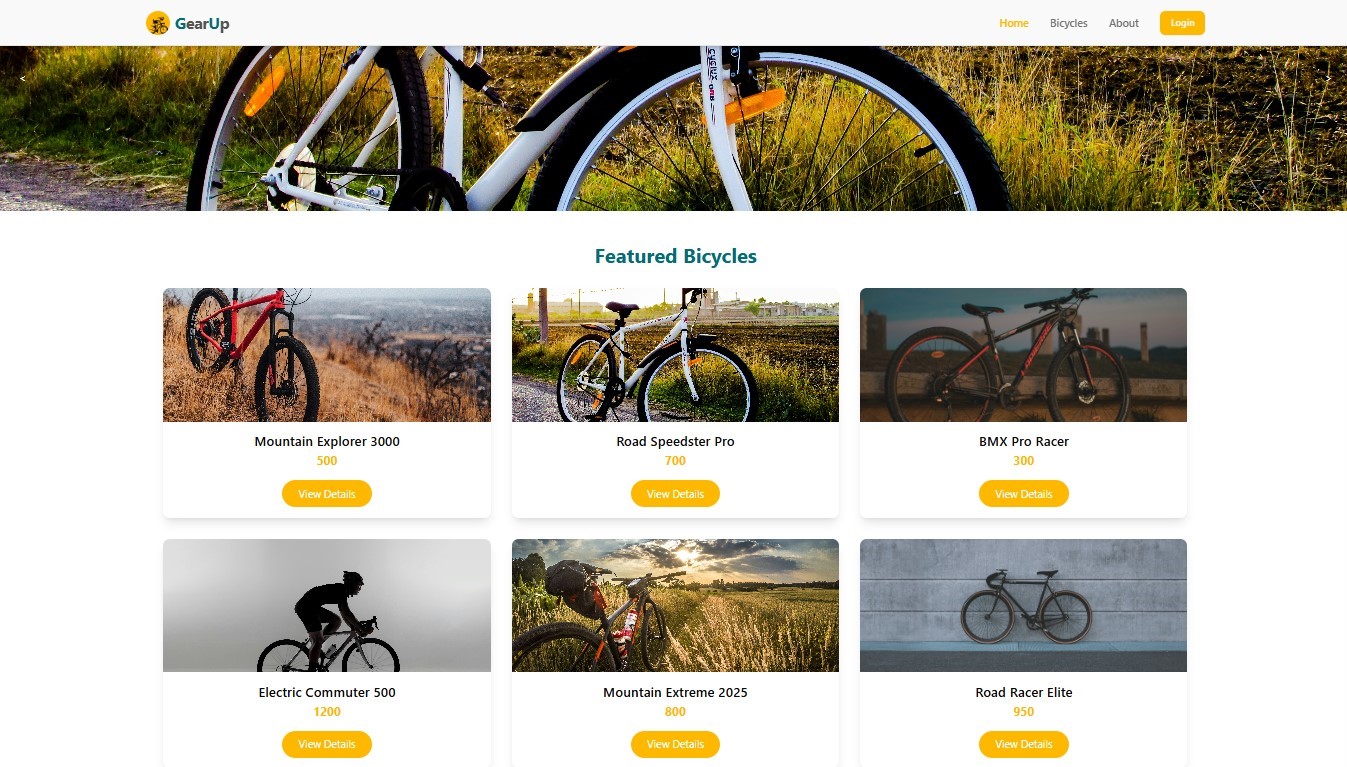 GearUp
Home
Bicycles
About
Login
<
>
Featured Bicycles
Mountain Explorer 3000
500
View Details
Road Speedster Pro
700
View Details
BMX Pro Racer
300
View Details
Electric Commuter 500
1200
View Details
Mountain Extreme 2025
800
View Details
Road Racer Elite
950
View Details